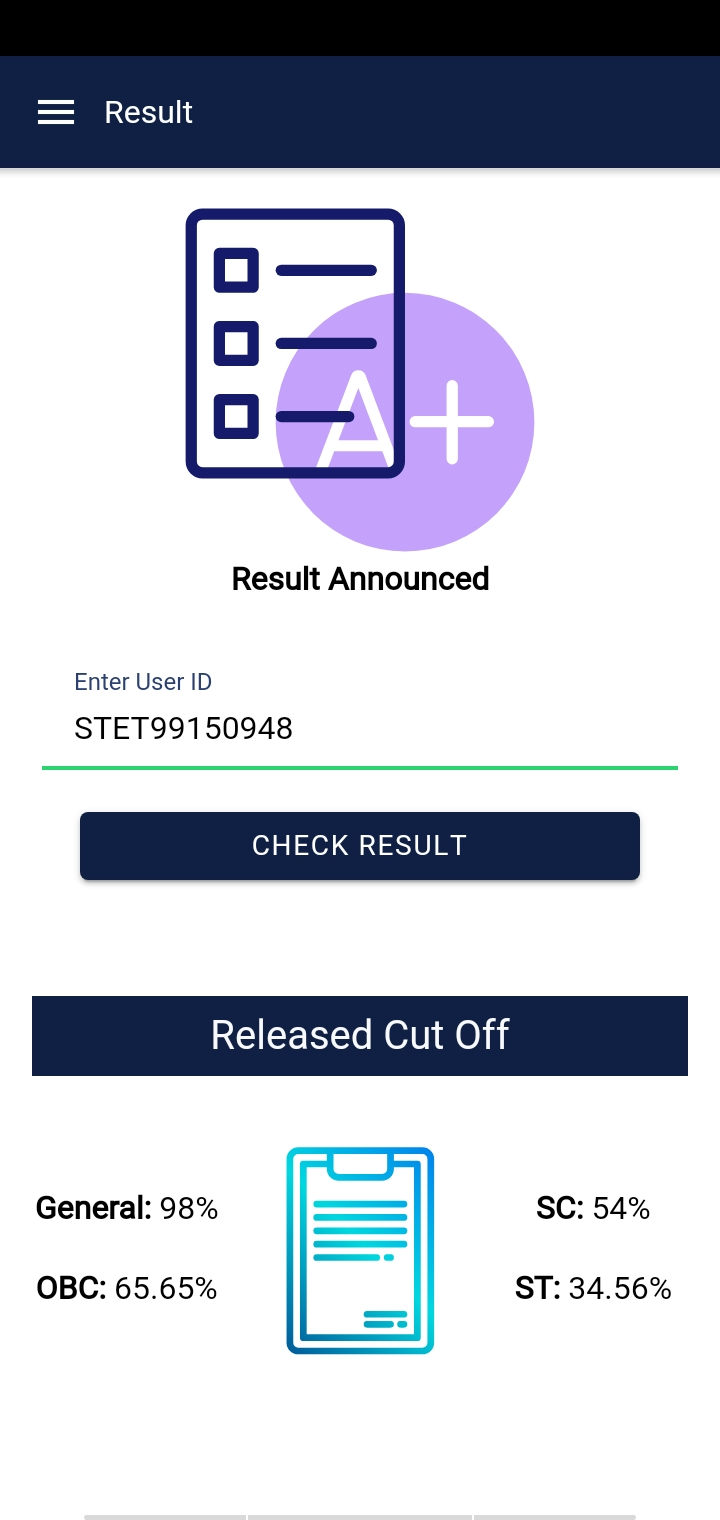 Result
A+
Result Announced
Enter User ID
STET99150948
CHECK RESULT
Released Cut Off
General: 98%
SC: 54%
OBC: 65.65%
ST: 34.56%